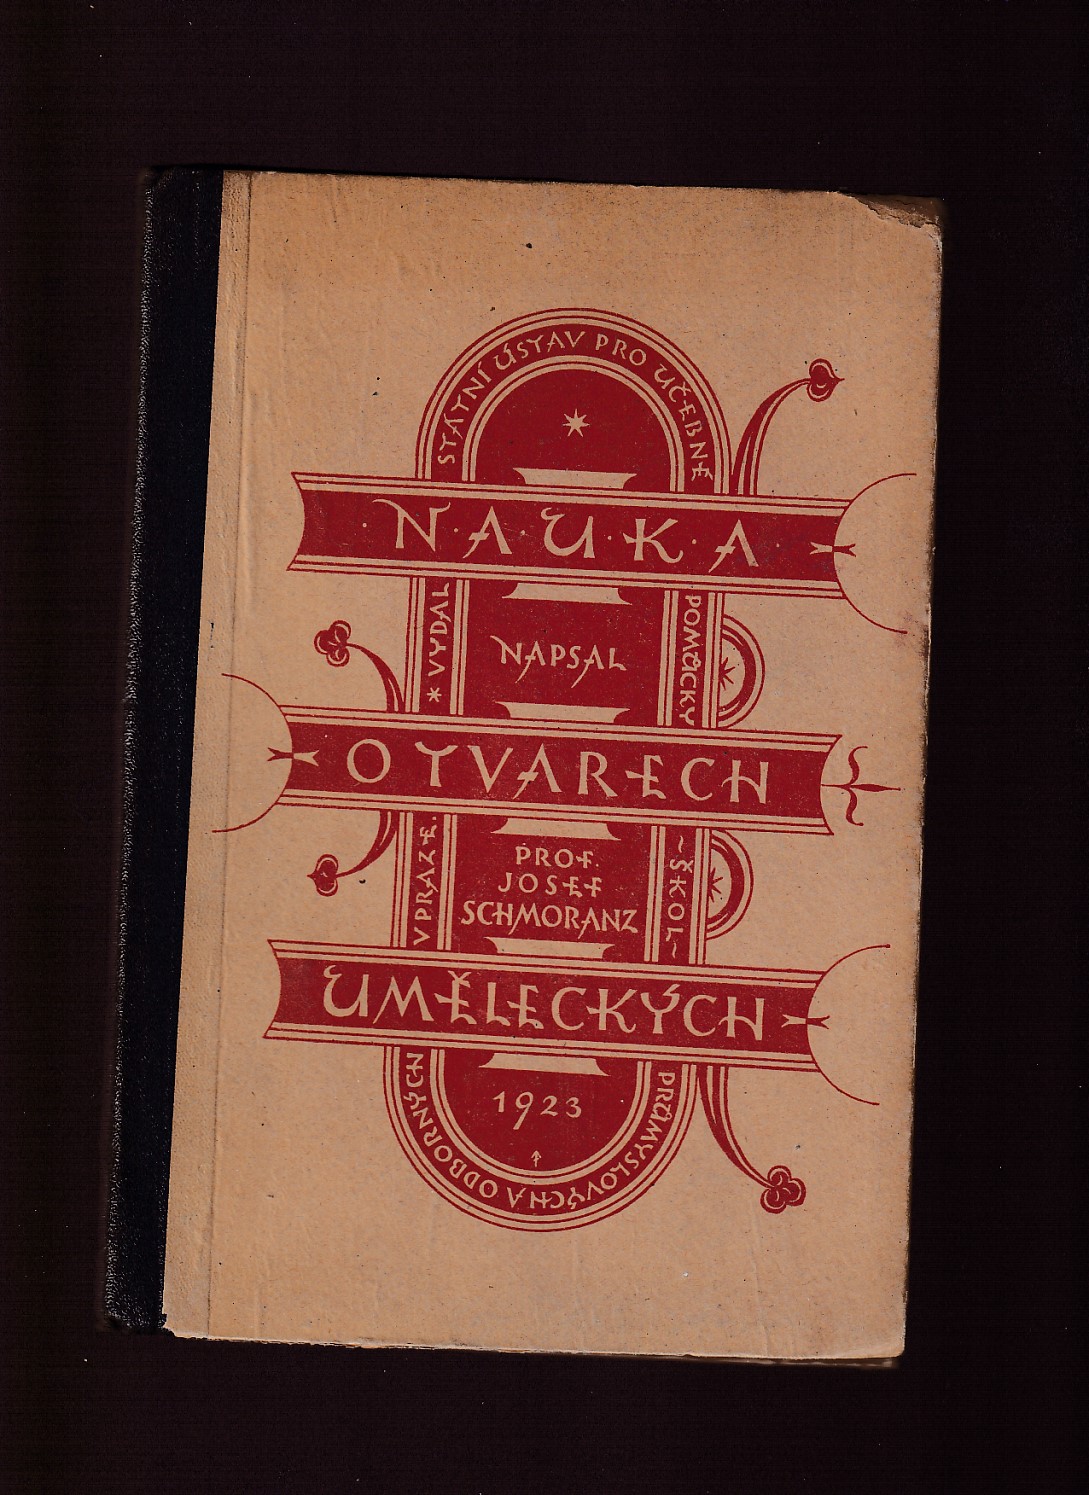 NAUKA
NAPSAL
O TVARECH
PROF.
JOSEF
SCHMORANZ
UMĚLECKÝCH
1923
* VYDAL STÁTNÍ ÚSTAV PRO UČEBNÉ POMŮCKY ~ ŠKOL ~ PRŮMYSLOVÝCH A ODBORNÝCH V PRAZE.